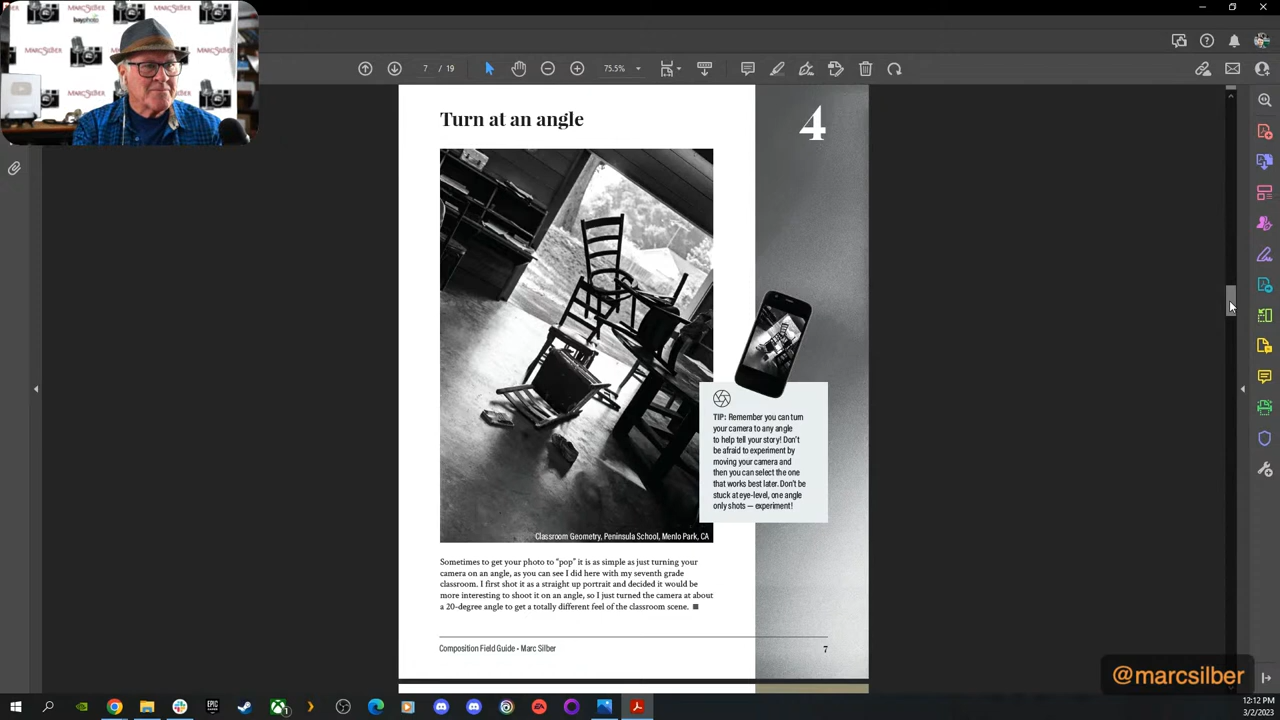 bayphoto
MARCSILBER
MARCSILBER
7 / 19
75.5%
Turn at an angle
4
Classroom Geometry, Peninsula School, Menlo Park, CA
TIP: Remember you can turn
your camera to any angle
to help tell your story! Don't
be afraid to experiment by
moving your camera and
then you can select the one
that works best later. Don't be
stuck at eye-level, one angle
only shots — experiment!
Sometimes to get your photo to “pop” it is as simple as just turning your
camera on an angle, as you can see I did here with my seventh grade
classroom. I first shot it as a straight up portrait and decided it would be
more interesting to shoot it on an angle, so I just turned the camera at about
a 20-degree angle to get a totally different feel of the classroom scene.
Composition Field Guide • Marc Silber
7
@marcsilber
EPIC
GAMES
EA
12:12 PM
3/2/2023